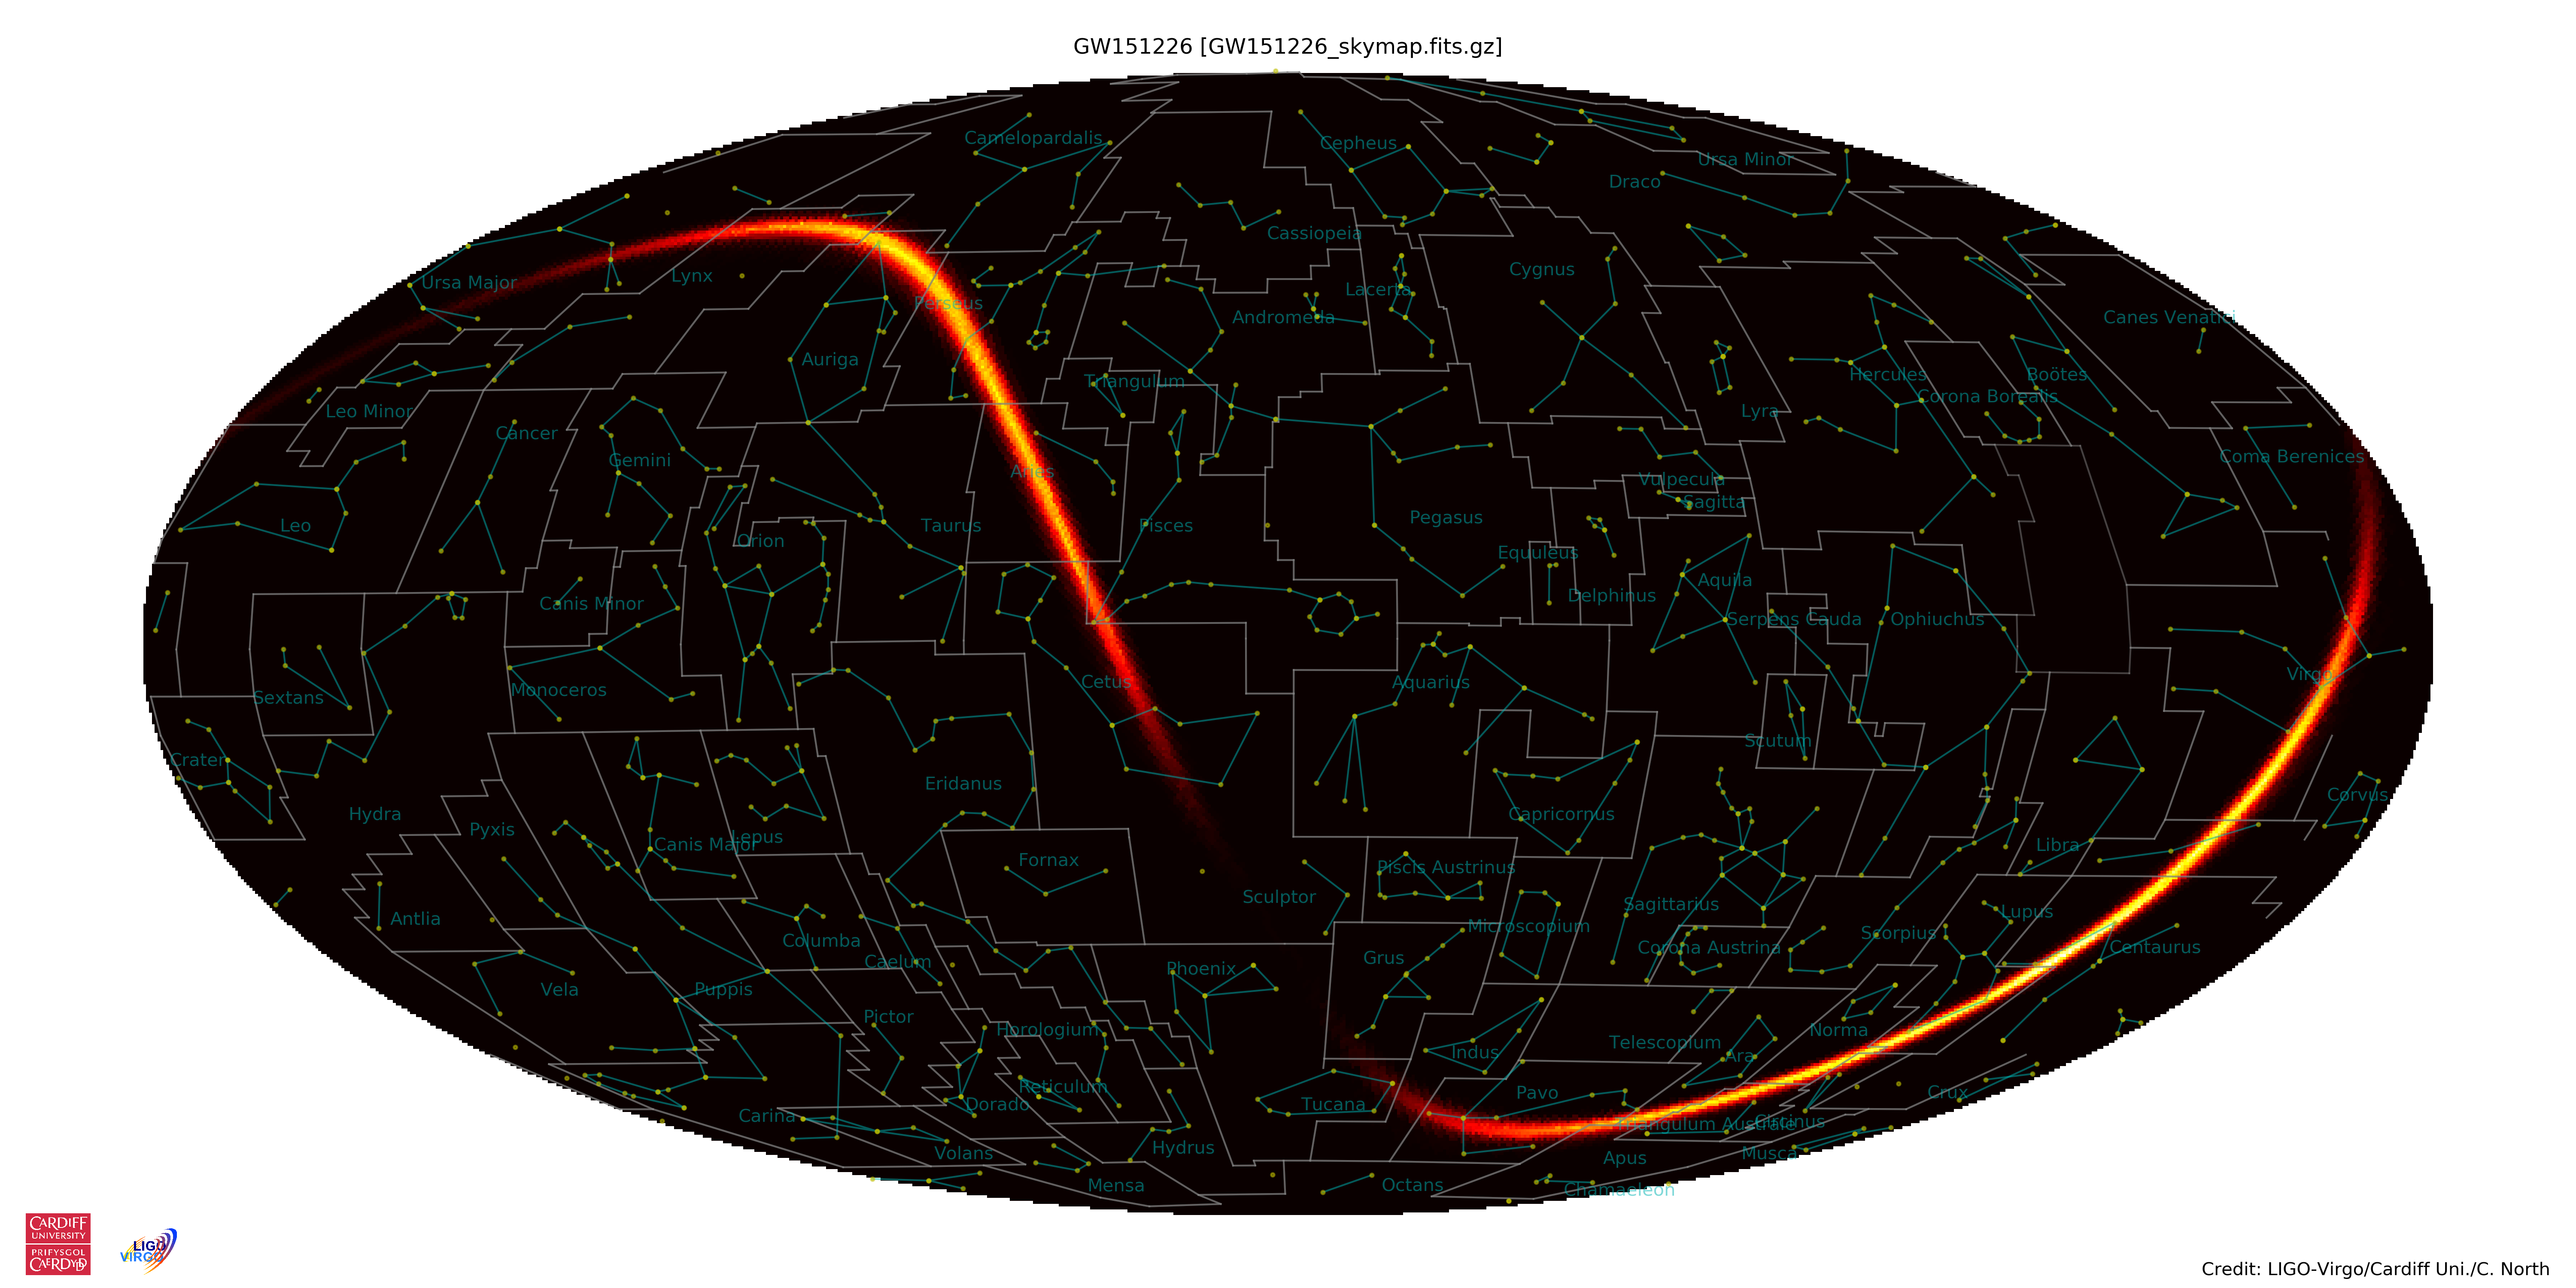 GW151226 [GW151226_skymap.fits.gz]
Camelopardalis
Cepheus
Ursa Minor
Draco
Cassiopeia
Ursa Major
Lynx
Cygnus
Perseus
Lacerta
Andromeda
Canes Venatici
Auriga
Triangulum
Hercules
Boötes
Corona Borealis
Leo Minor
Lyra
Cancer
Gemini
Aries
Coma Berenices
Vulpecula
Sagitta
Leo
Orion
Taurus
Pisces
Pegasus
Equuleus
Canis Minor
Delphinus
Aquila
Serpens Cauda
Ophiuchus
Sextans
Monoceros
Cetus
Aquarius
Virgo
Crater
Scutum
Hydra
Pyxis
Eridanus
Capricornus
Corvus
Canis Major
Lepus
Fornax
Piscis Austrinus
Libra
Antlia
Sculptor
Sagittarius
Microscopium
Lupus
Columba
Caelum
Grus
Corona Austrina
Scorpius
Centaurus
Phoenix
Vela
Puppis
Pictor
Horologium
Indus
Telescopium
Ara
Norma
Reticulum
Dorado
Carina
Tucana
Pavo
Crux
Triangulum Australe
Circinus
Volans
Hydrus
Apus
Musca
Mensa
Octans
Chamaeleon
CARDIFF
UNIVERSITY
PRIFYSGOL
CAERDYDD
LIGO
VIRGO
Credit: LIGO-Virgo/Cardiff Uni./C. North